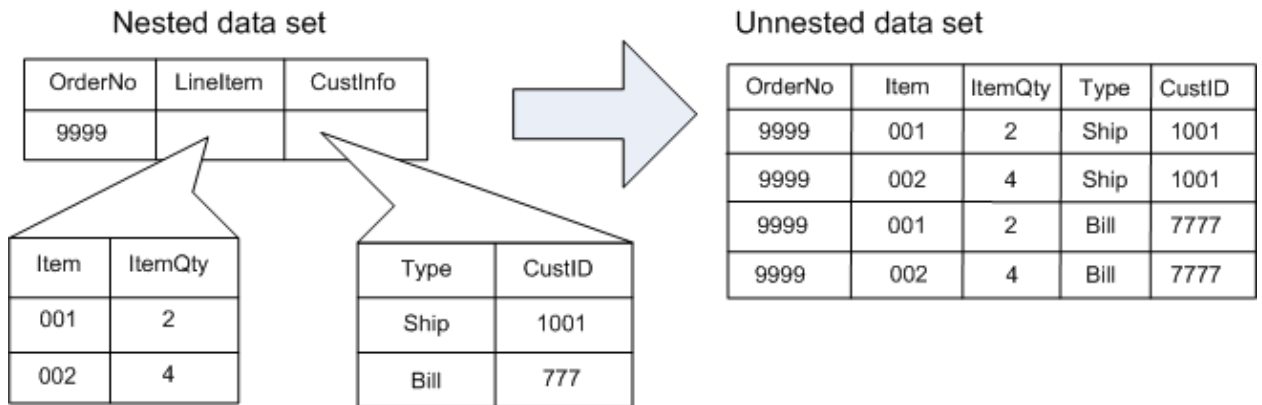 Nested data set
OrderNo LineItem CustInfo
9999
Item ItemQty
001 2
002 4
Type CustID
Ship 1001
Bill 777
Unnested data set
OrderNo Item ItemQty Type CustID
9999 001 2 Ship 1001
9999 002 4 Ship 1001
9999 001 2 Bill 7777
9999 002 4 Bill 7777